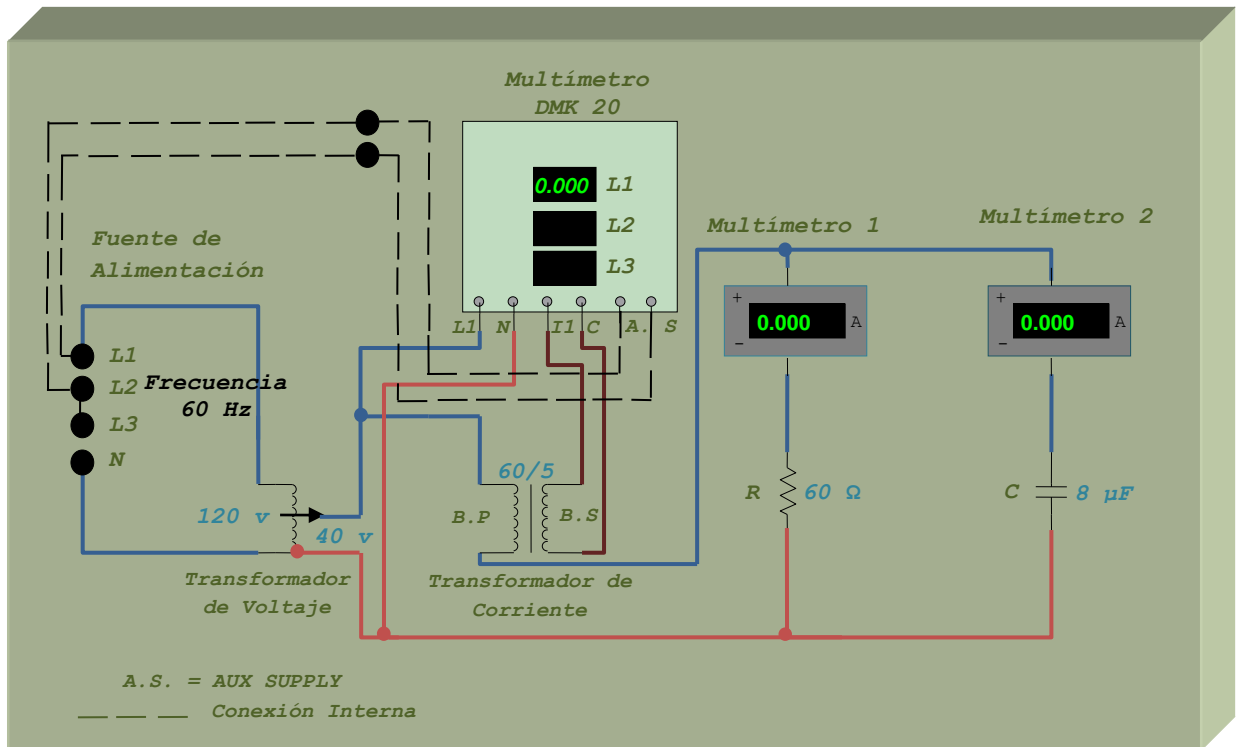 Multímetro
DMK 20
0.000 L1
L2
L3
L1 N I1 C A. S
Multímetro 1
Multímetro 2
+
0.000 A
−
+
0.000 A
−
Fuente de
Alimentación
L1
L2
L3
N
Frecuencia
60 Hz
120 v
40 v
60/5
B.P
B.S
R
60 Ω
C
8 µF
Transformador
de Voltaje
Transformador de
Corriente
A.S. = AUX SUPPLY
Conexión Interna